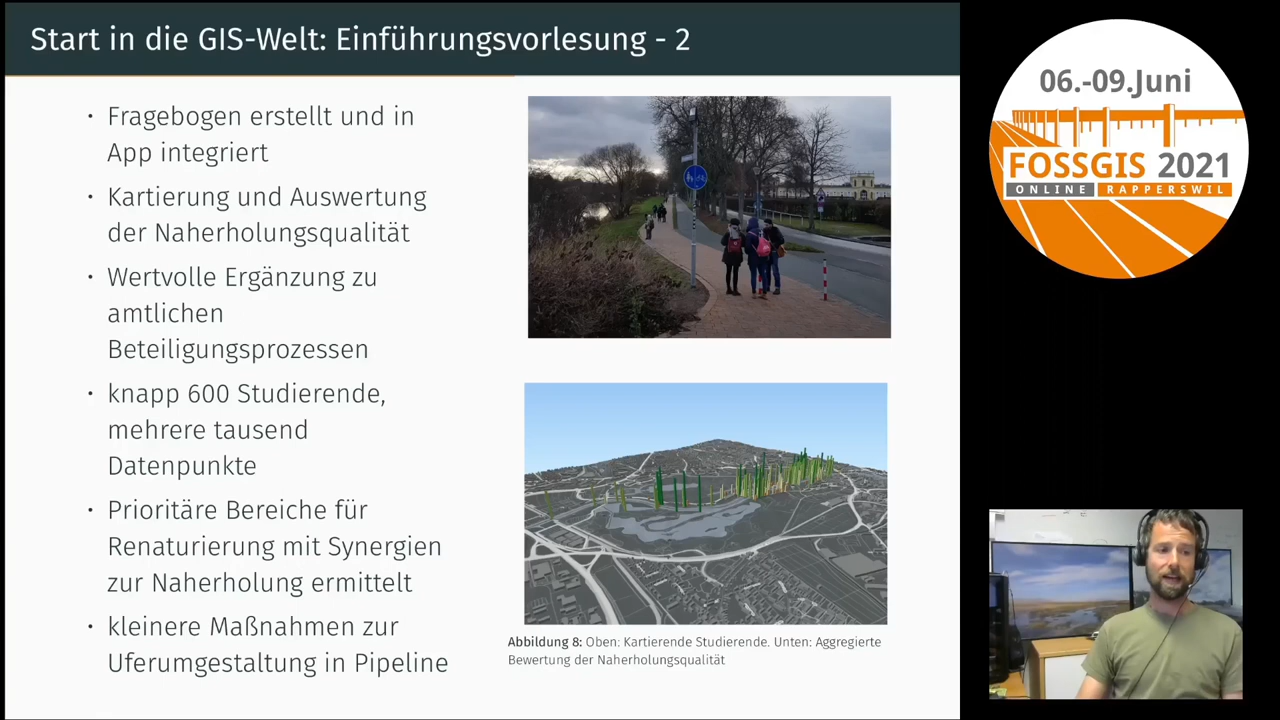 Start in die GIS-Welt: Einführungsvorlesung - 2
• Fragebogen erstellt und in
App integriert
• Kartierung und Auswertung
der Naherholungsqualität
• Wertvolle Ergänzung zu
amtlichen
Beteiligungsprozessen
• knapp 600 Studierende,
mehrere tausend
Datenpunkte
• Prioritäre Bereiche für
Renaturierung mit Synergien
zur Naherholung ermittelt
• kleinere Maßnahmen zur
Uferumgestaltung in Pipeline
Abbildung 8: Oben: Kartierende Studierende. Unten: Aggregierte
Bewertung der Naherholungsqualität
06.-09.Juni
FOSSGIS 2021
ONLINE RAPPERSWIL